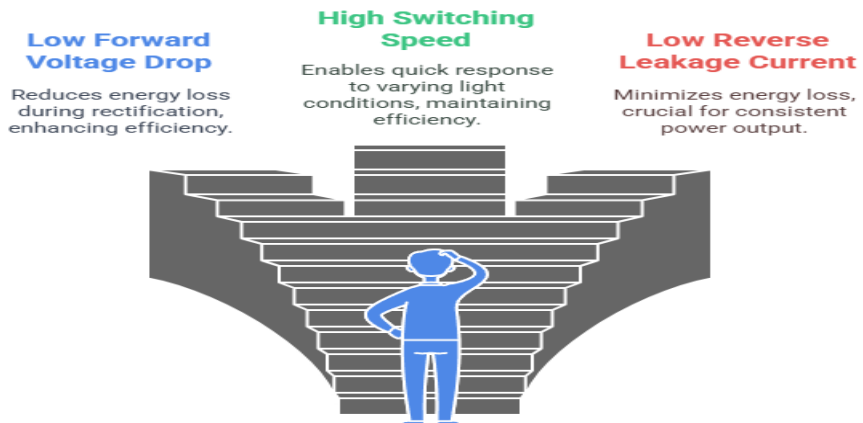 Low Forward
Voltage Drop
Reduces energy loss
during rectification,
enhancing efficiency.
High Switching
Speed
Enables quick response
to varying light
conditions, maintaining
efficiency.
Low Reverse
Leakage Current
Minimizes energy loss,
crucial for consistent
power output.